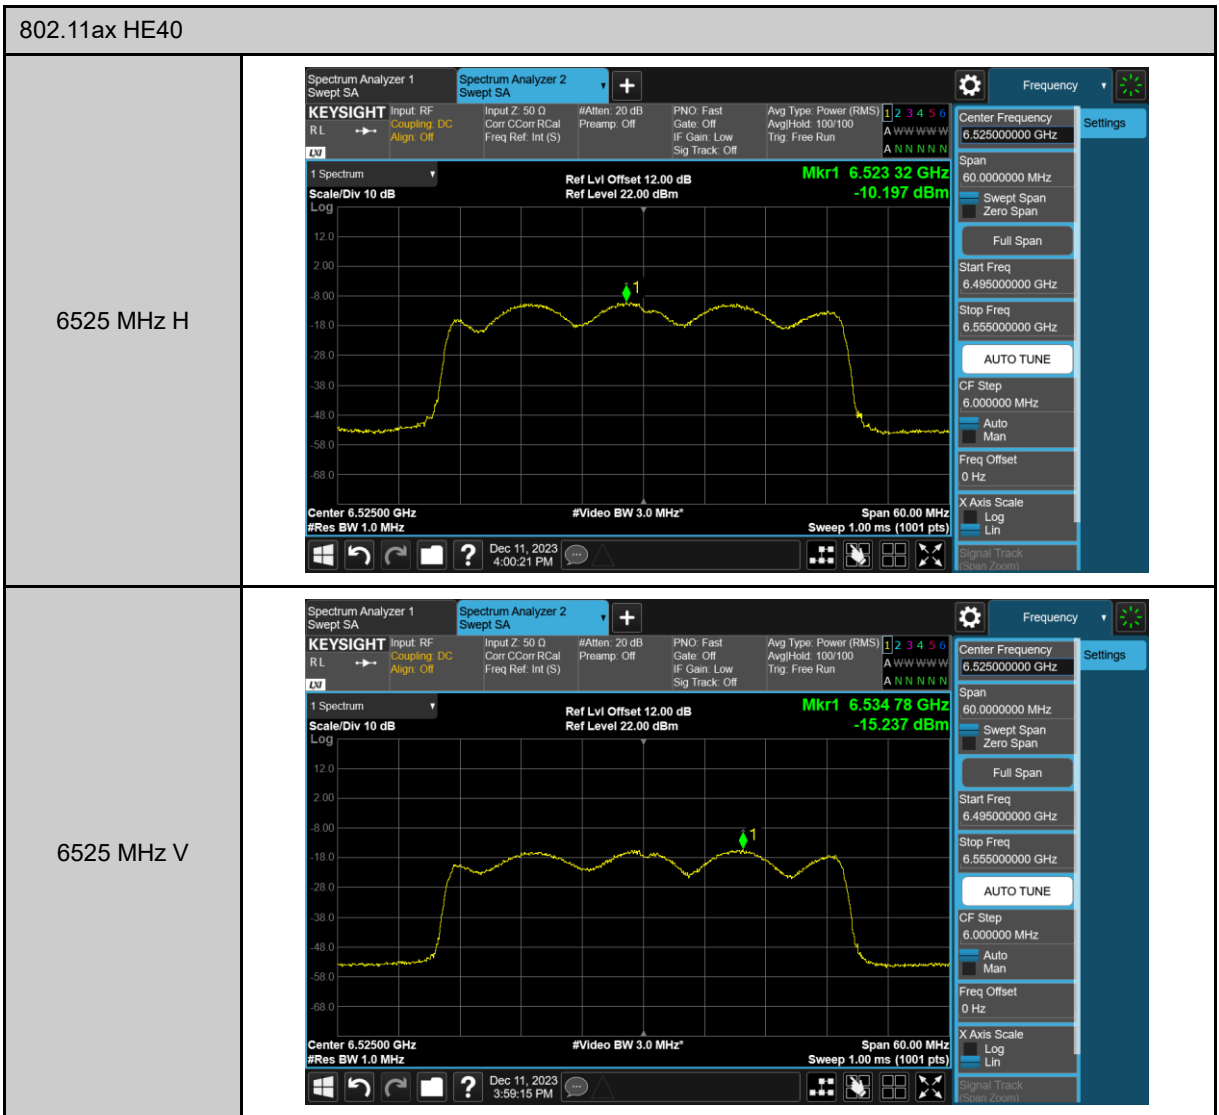 802.11ax HE40
6525 MHz H
Spectrum Analyzer 1
Swept SA
Spectrum Analyzer 2
Swept SA
Frequency
KEYSIGHT
R L
LXI
Input: RF
Coupling: DC
Align: Off
Input Z: 50 Ω
Corr CCorr RCal
Freq Ref: Int (S)
#Atten: 20 dB
Preamp: Off
PNO: Fast
Gate: Off
IF Gain: Low
Sig Track: Off
Avg Type: Power (RMS)
Avg|Hold: 100/100
Trig: Free Run
1 2 3 4 5 6
A W W W W W
A N N N N N
1 Spectrum
Scale/Div 10 dB
Log
Ref Lvl Offset 12.00 dB
Ref Level 22.00 dBm
Mkr1 6.523 32 GHz
-10.197 dBm
12.0
2.00
-8.00
-18.0
-28.0
-38.0
-48.0
-58.0
-68.0
1
Center 6.52500 GHz
#Res BW 1.0 MHz
#Video BW 3.0 MHz*
Span 60.00 MHz
Sweep 1.00 ms (1001 pts)
Dec 11, 2023
4:00:21 PM
Center Frequency
6.525000000 GHz
Settings
Span
60.0000000 MHz
Swept Span
Zero Span
Full Span
Start Freq
6.495000000 GHz
Stop Freq
6.555000000 GHz
AUTO TUNE
CF Step
6.000000 MHz
Auto
Man
Freq Offset
0 Hz
X Axis Scale
Log
Lin
Signal Track
(Span Zoom)
6525 MHz V
Spectrum Analyzer 1
Swept SA
Spectrum Analyzer 2
Swept SA
Frequency
KEYSIGHT
R L
LXI
Input: RF
Coupling: DC
Align: Off
Input Z: 50 Ω
Corr CCorr RCal
Freq Ref: Int (S)
#Atten: 20 dB
Preamp: Off
PNO: Fast
Gate: Off
IF Gain: Low
Sig Track: Off
Avg Type: Power (RMS)
Avg|Hold: 100/100
Trig: Free Run
1 2 3 4 5 6
A W W W W W
A N N N N N
1 Spectrum
Scale/Div 10 dB
Log
Ref Lvl Offset 12.00 dB
Ref Level 22.00 dBm
Mkr1 6.534 78 GHz
-15.237 dBm
12.0
2.00
-8.00
-18.0
-28.0
-38.0
-48.0
-58.0
-68.0
1
Center 6.52500 GHz
#Res BW 1.0 MHz
#Video BW 3.0 MHz*
Span 60.00 MHz
Sweep 1.00 ms (1001 pts)
Dec 11, 2023
3:59:15 PM
Center Frequency
6.525000000 GHz
Settings
Span
60.0000000 MHz
Swept Span
Zero Span
Full Span
Start Freq
6.495000000 GHz
Stop Freq
6.555000000 GHz
AUTO TUNE
CF Step
6.000000 MHz
Auto
Man
Freq Offset
0 Hz
X Axis Scale
Log
Lin
Signal Track
(Span Zoom)